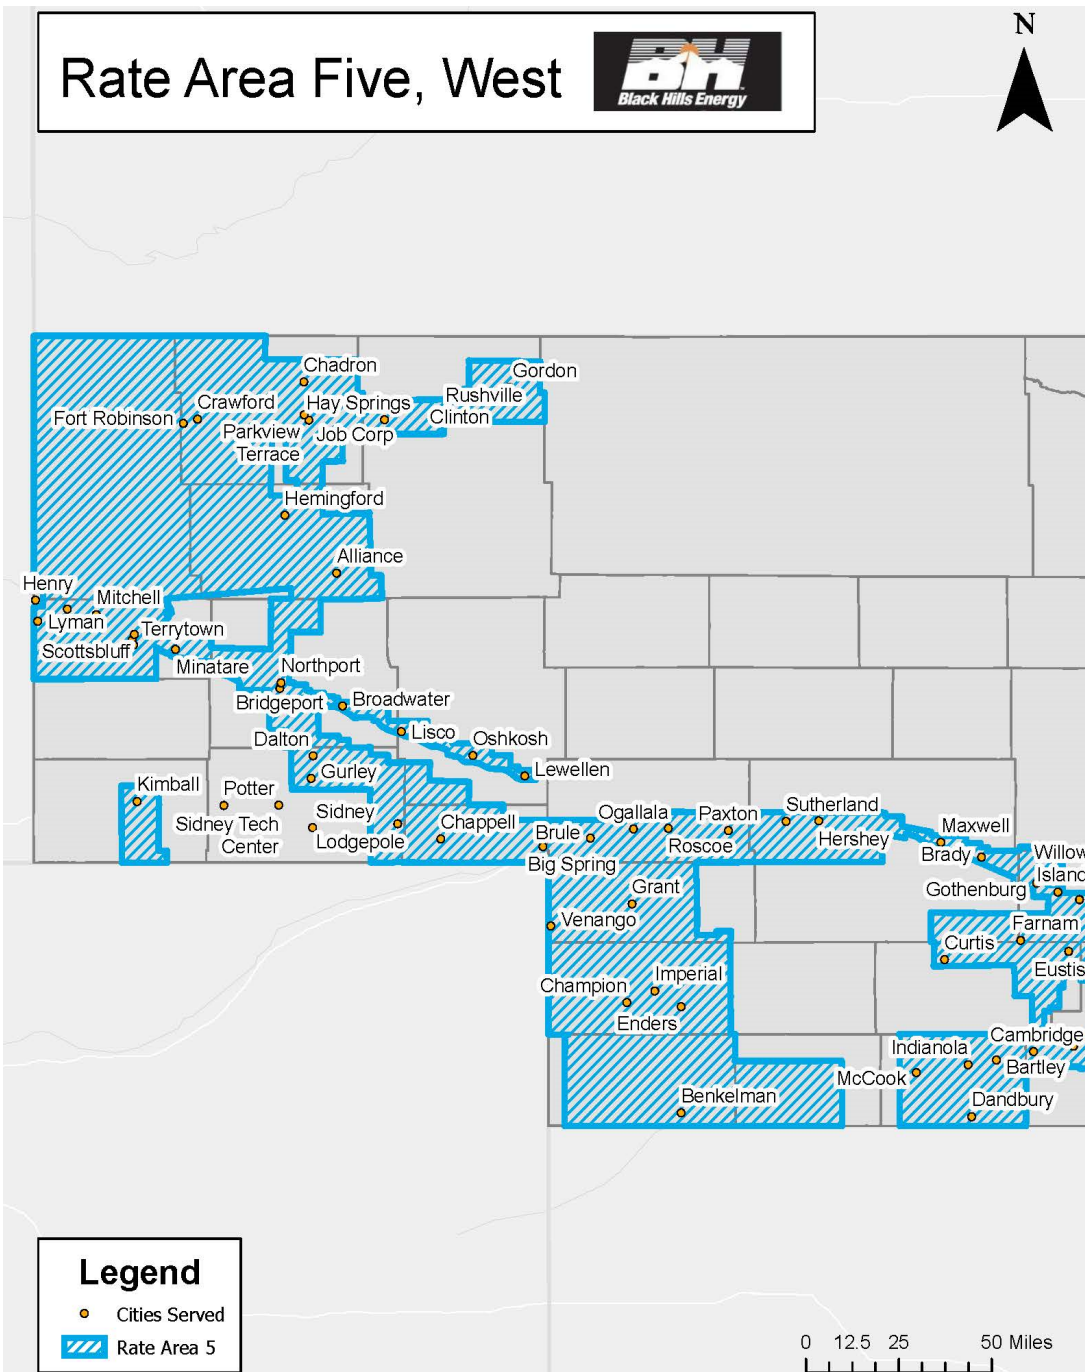 Rate Area Five, West
BH
Black Hills Energy
N
Chadron
Gordon
Rushville
Crawford
Hay Springs
Fort Robinson
Clinton
Parkview
Terrace
Job Corp
Hemingford
Alliance
Henry
Mitchell
Lyman
Terrytown
Scottsbluff
Minatare
Northport
Bridgeport
Broadwater
Lisco
Dalton
Oshkosh
Gurley
Lewellen
Kimball
Potter
Sidney Tech
Center
Sidney
Lodgepole
Chappell
Ogallala
Paxton
Sutherland
Brule
Roscoe
Hershey
Maxwell
Big Spring
Brady
Willow
Island
Grant
Gothenburg
Venango
Farnam
Curtis
Eustis
Imperial
Champion
Enders
Cambridge
Indianola
Bartley
McCook
Benkelman
Dandbury
Legend
Cities Served
Rate Area 5
0 12.5 25 50 Miles